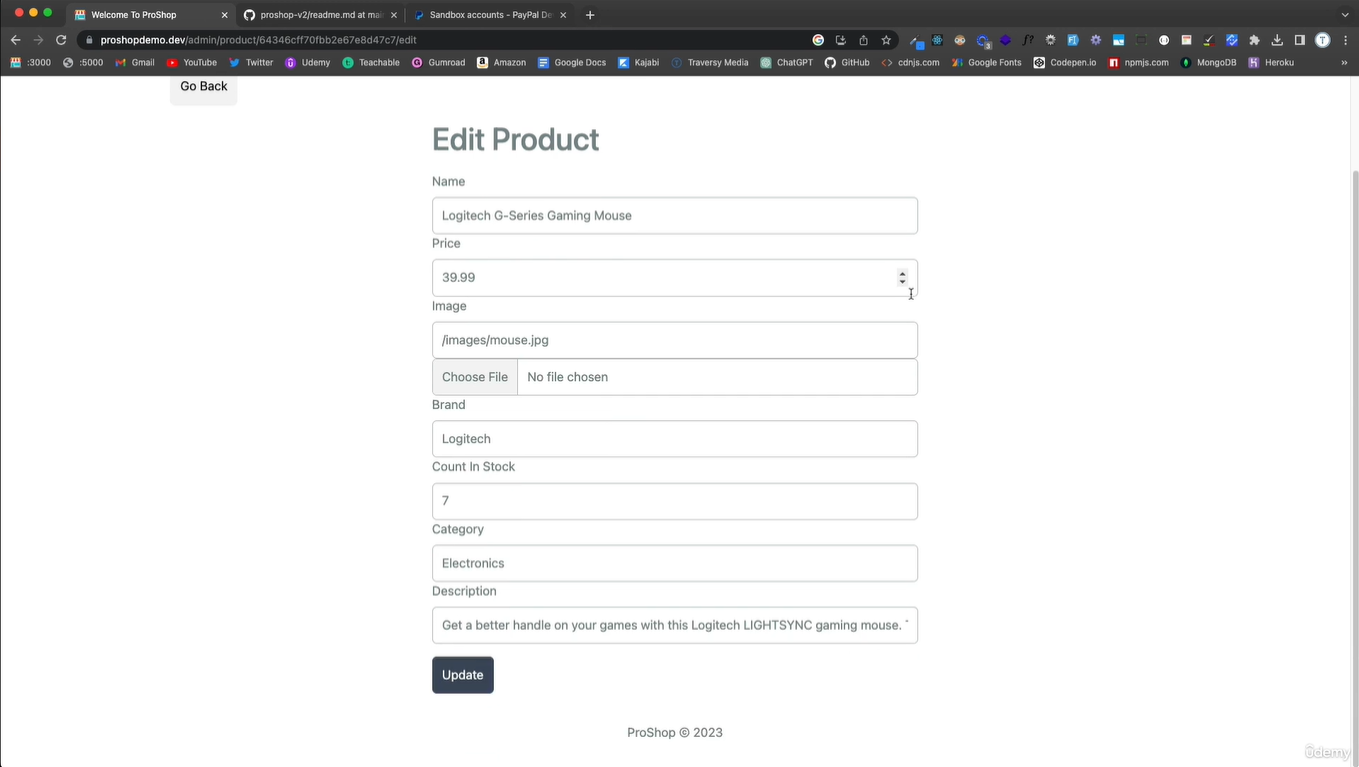 Welcome To ProShop
proshop-v2/readme.md at mai
Sandbox accounts - PayPal De
proshopdemo.dev/admin/product/64346cff70fbb2e67e8d47c7/edit
:3000 :5000 Gmail YouTube Twitter Udemy Teachable Gumroad Amazon Google Docs Kajabi Traversy Media ChatGPT GitHub cdnjs.com Google Fonts Codepen.io npmjs.com MongoDB Heroku »
Go Back
Edit Product
Name
Logitech G-Series Gaming Mouse
Price
39.99
Image
/images/mouse.jpg
Choose File No file chosen
Brand
Logitech
Count In Stock
7
Category
Electronics
Description
Get a better handle on your games with this Logitech LIGHTSYNC gaming mouse.
Update
ProShop © 2023
Udemy